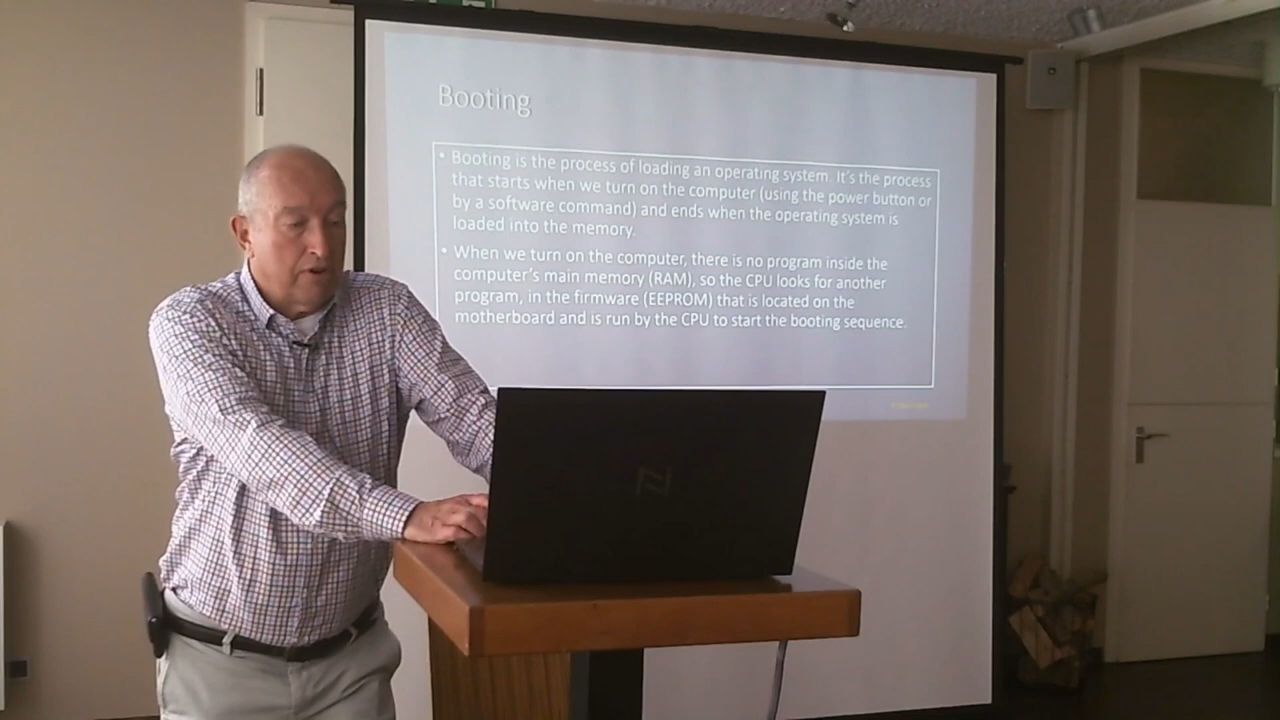 Booting
• Booting is the process of loading an operating system. It's the process
that starts when we turn on the computer (using the power button or
by a software command) and ends when the operating system is
loaded into the memory.
• When we turn on the computer, there is no program inside the
computer's main memory (RAM), so the CPU looks for another
program, in the firmware (EEPROM) that is located on the
motherboard and is run by the CPU to start the booting sequence.